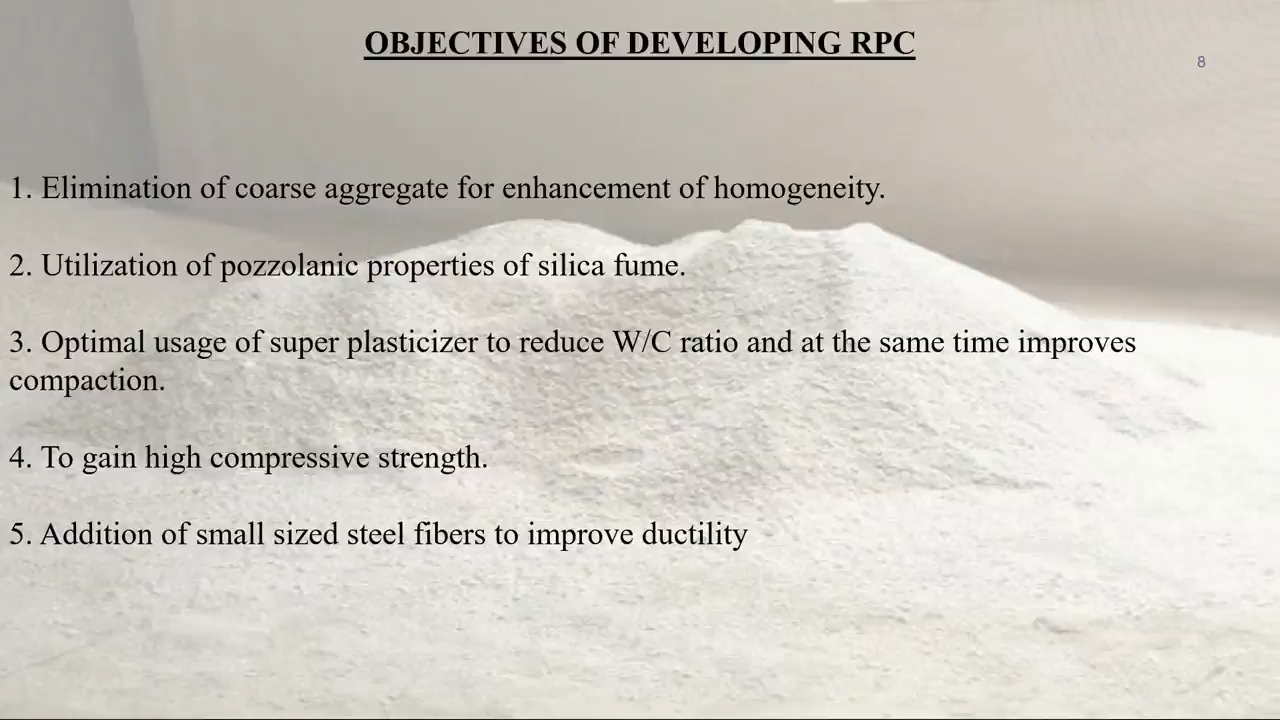 OBJECTIVES OF DEVELOPING RPC
8
1. Elimination of coarse aggregate for enhancement of homogeneity.
2. Utilization of pozzolanic properties of silica fume.
3. Optimal usage of super plasticizer to reduce W/C ratio and at the same time improves
compaction.
4. To gain high compressive strength.
5. Addition of small sized steel fibers to improve ductility